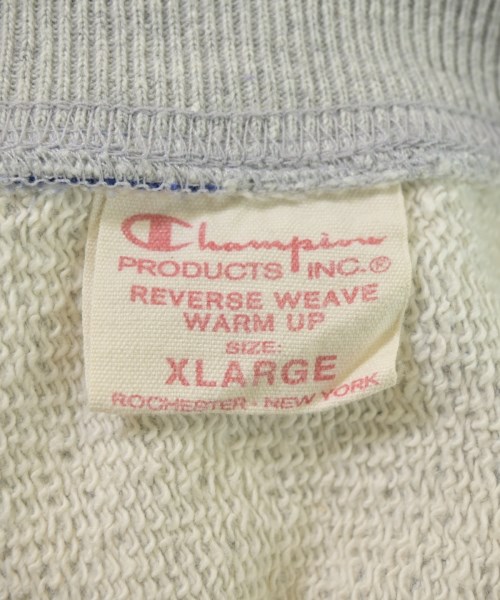 Champion
PRODUCTS INC.®
REVERSE WEAVE
WARM UP
SIZE:
XLARGE
ROCHESTER - NEW YORK